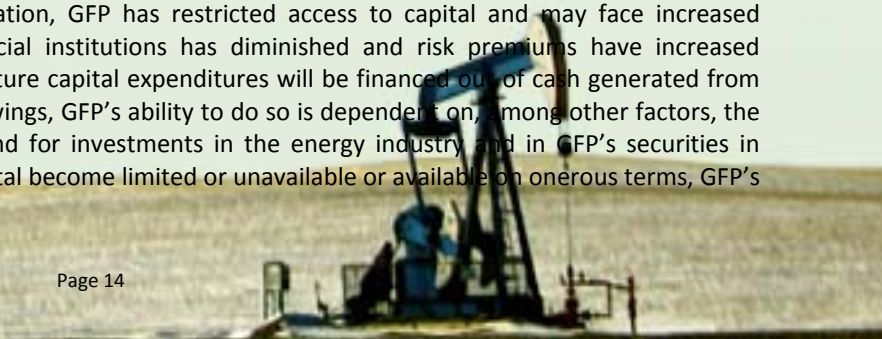 ation, GFP has restricted access to capital and may face increased
cial institutions has diminished and risk premiums have increased
ture capital expenditures will be financed out of cash generated from
wings, GFP's ability to do so is dependent on, among other factors, the
nd for investments in the energy industry and in GFP's securities in
tal become limited or unavailable or available on onerous terms, GFP's
Page 14